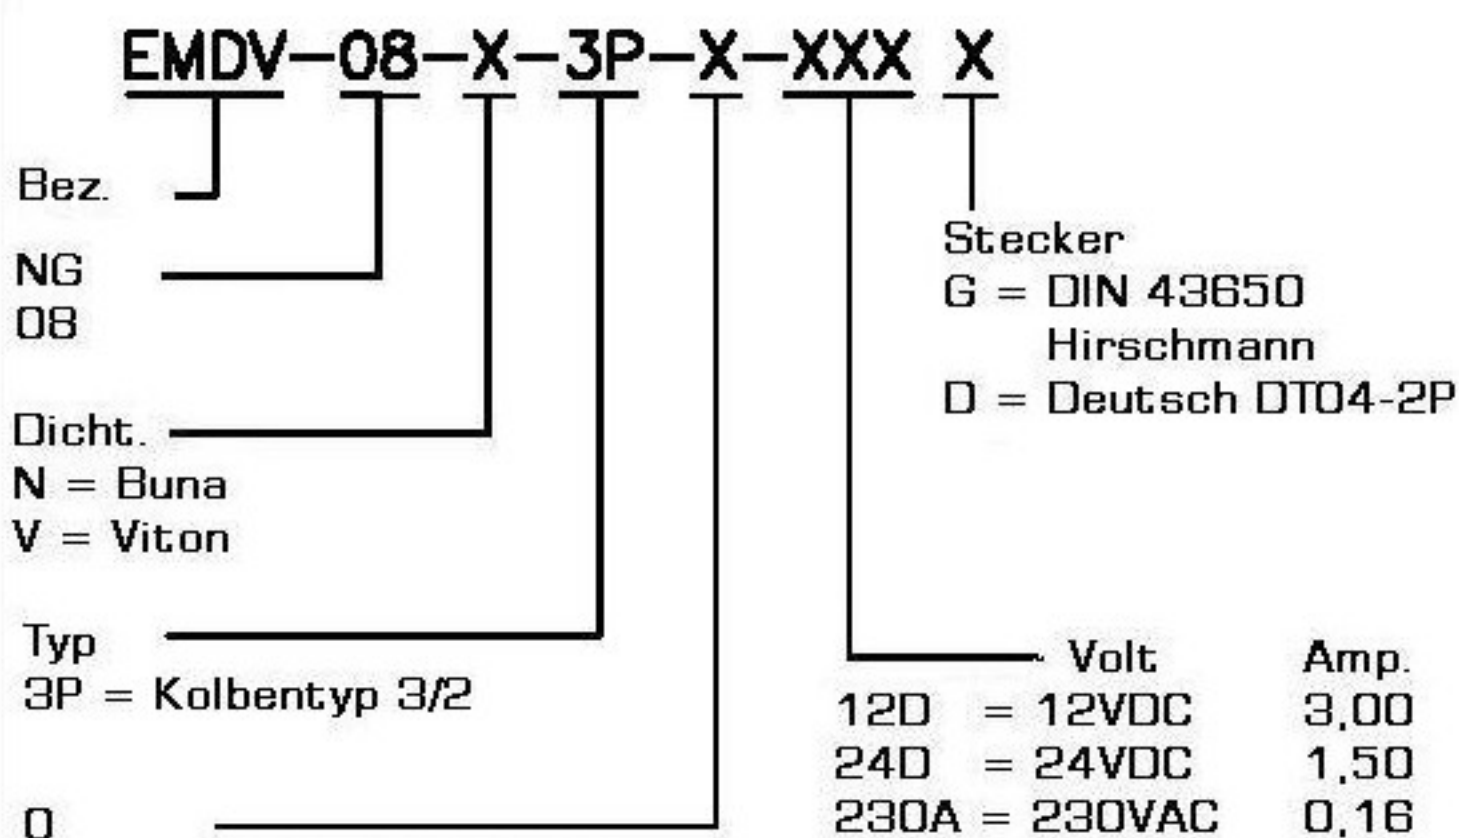 EMDV-08-X-3P-X-XXX X
Bez.
NG
08
Dicht.
N = Buna
V = Viton
Typ
3P = Kolbentyp 3/2
0
Stecker
G = DIN 43650
Hirschmann
D = Deutsch DT04-2P
Volt Amp.
12D = 12VDC 3,00
24D = 24VDC 1,50
230A = 230VAC 0,16